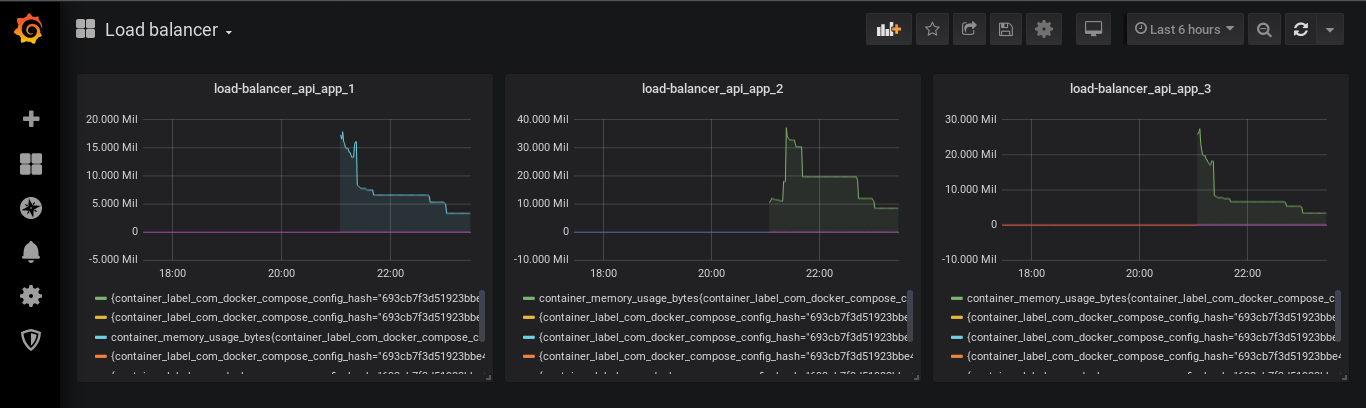 Load balancer
Last 6 hours
load-balancer_api_app_1
20.000 Mil
15.000 Mil
10.000 Mil
5.000 Mil
0
-5.000 Mil
18:00 20:00 22:00
{container_label_com_docker_compose_config_hash="693cb7f3d51923bbe
{container_label_com_docker_compose_config_hash="693cb7f3d51923bbe
container_memory_usage_bytes{container_label_com_docker_compose_c
{container_label_com_docker_compose_config_hash="693cb7f3d51923bbe4
load-balancer_api_app_2
40.000 Mil
30.000 Mil
20.000 Mil
10.000 Mil
0
-10.000 Mil
18:00 20:00 22:00
container_memory_usage_bytes{container_label_com_docker_compose_c
{container_label_com_docker_compose_config_hash="693cb7f3d51923bbe
{container_label_com_docker_compose_config_hash="693cb7f3d51923bbe
{container_label_com_docker_compose_config_hash="693cb7f3d51923bbe4
load-balancer_api_app_3
30.000 Mil
20.000 Mil
10.000 Mil
0
-10.000 Mil
18:00 20:00 22:00
container_memory_usage_bytes{container_label_com_docker_compose_c
{container_label_com_docker_compose_config_hash="693cb7f3d51923bbe
{container_label_com_docker_compose_config_hash="693cb7f3d51923bbe
{container_label_com_docker_compose_config_hash="693cb7f3d51923bbe4